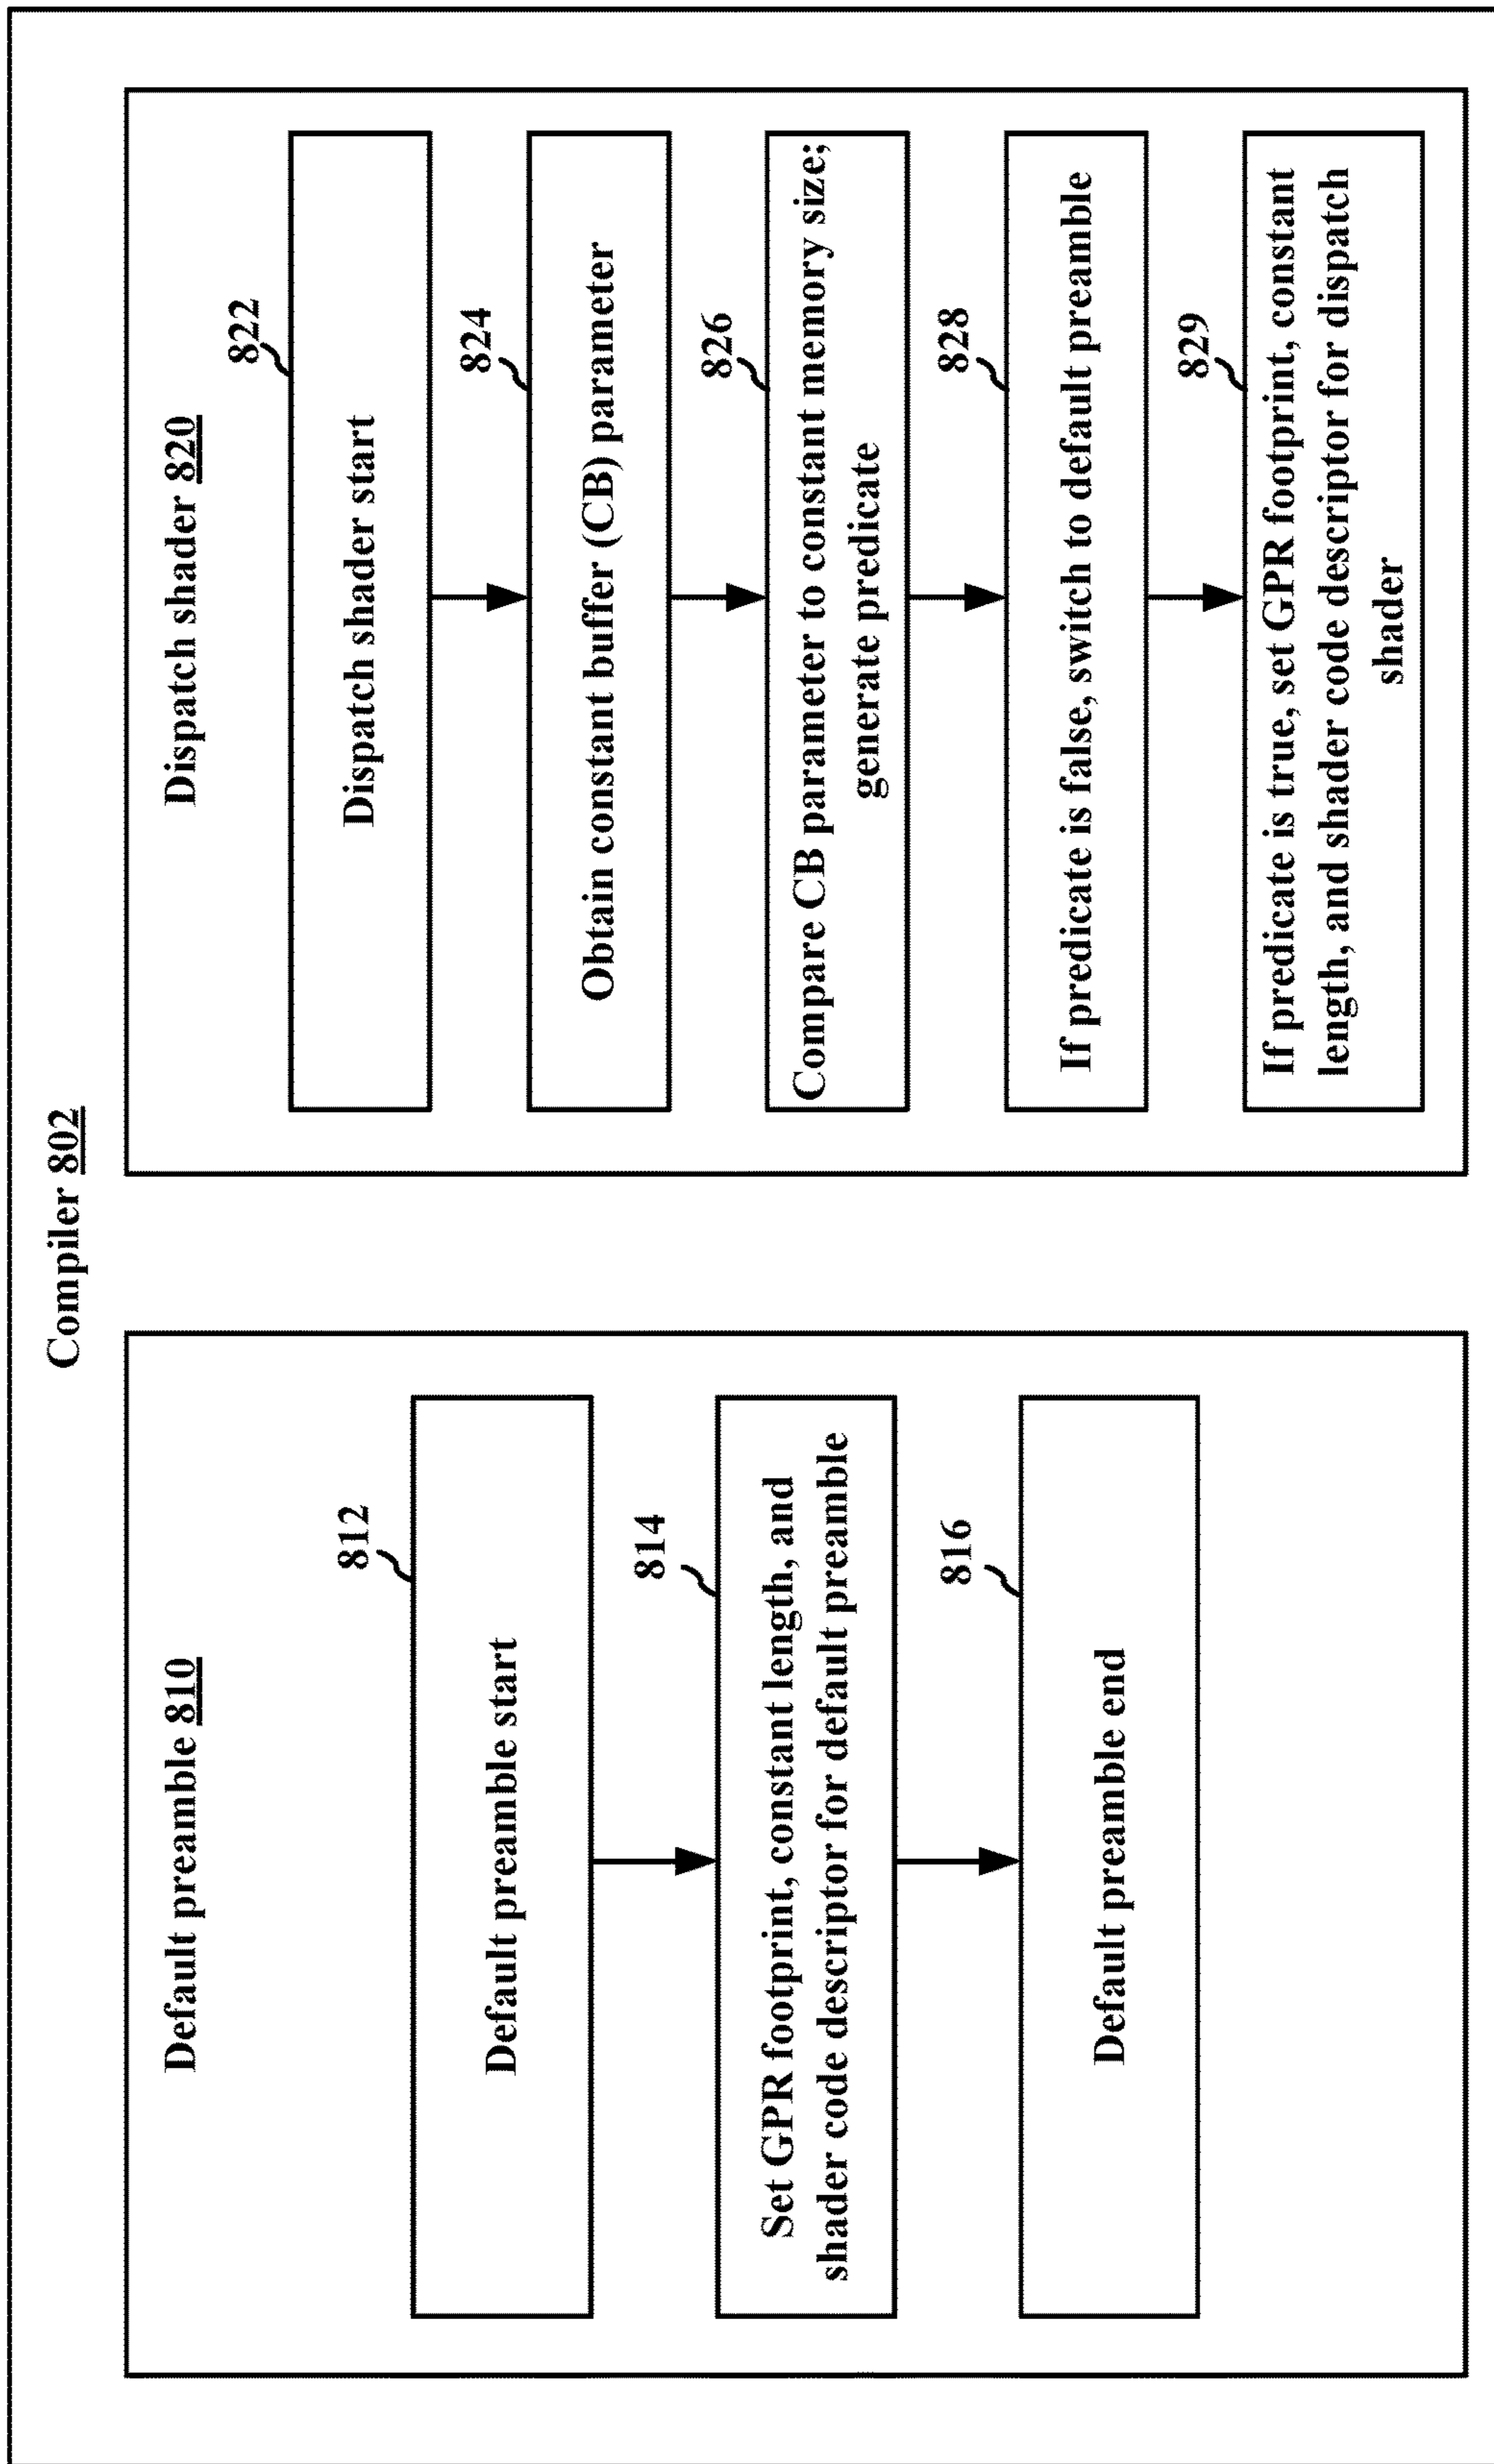 Compiler 802
Default preamble 810
812
Default preamble start
814
Set GPR footprint, constant length, and
shader code descriptor for default preamble
816
Default preamble end
Dispatch shader 820
822
Dispatch shader start
824
Obtain constant buffer (CB) parameter
826
Compare CB parameter to constant memory size;
generate predicate
828
If predicate is false, switch to default preamble
829
If predicate is true, set GPR footprint, constant
length, and shader code descriptor for dispatch
shader